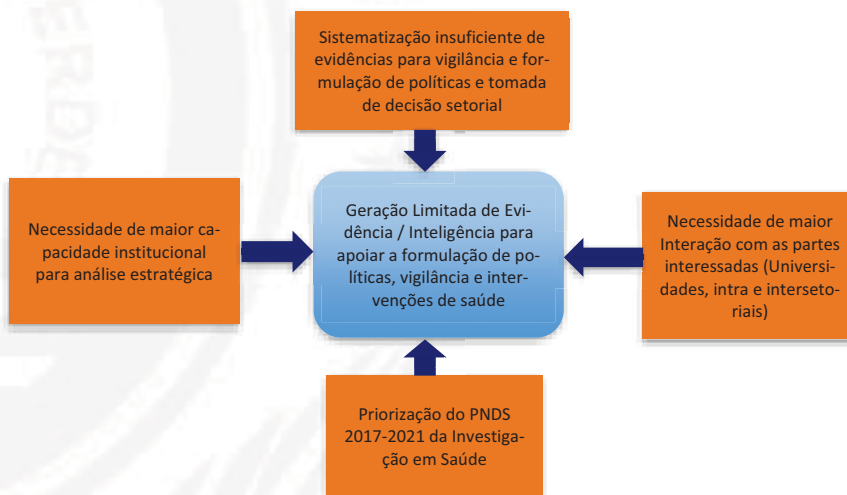 Sistematização insuficiente de
evidências para vigilância e for-
mulação de políticas e tomada
de decisão setorial
Necessidade de maior ca-
pacidade institucional
para análise estratégica
Geração Limitada de Evi-
dência / Inteligência para
apoiar a formulação de po-
líticas, vigilância e inter-
venções de saúde
Necessidade de maior
Interação com as partes
interessadas (Universi-
dades, intra e intersetо-
riais)
Priorização do PNDS
2017-2021 da Investiga-
ção em Saúde